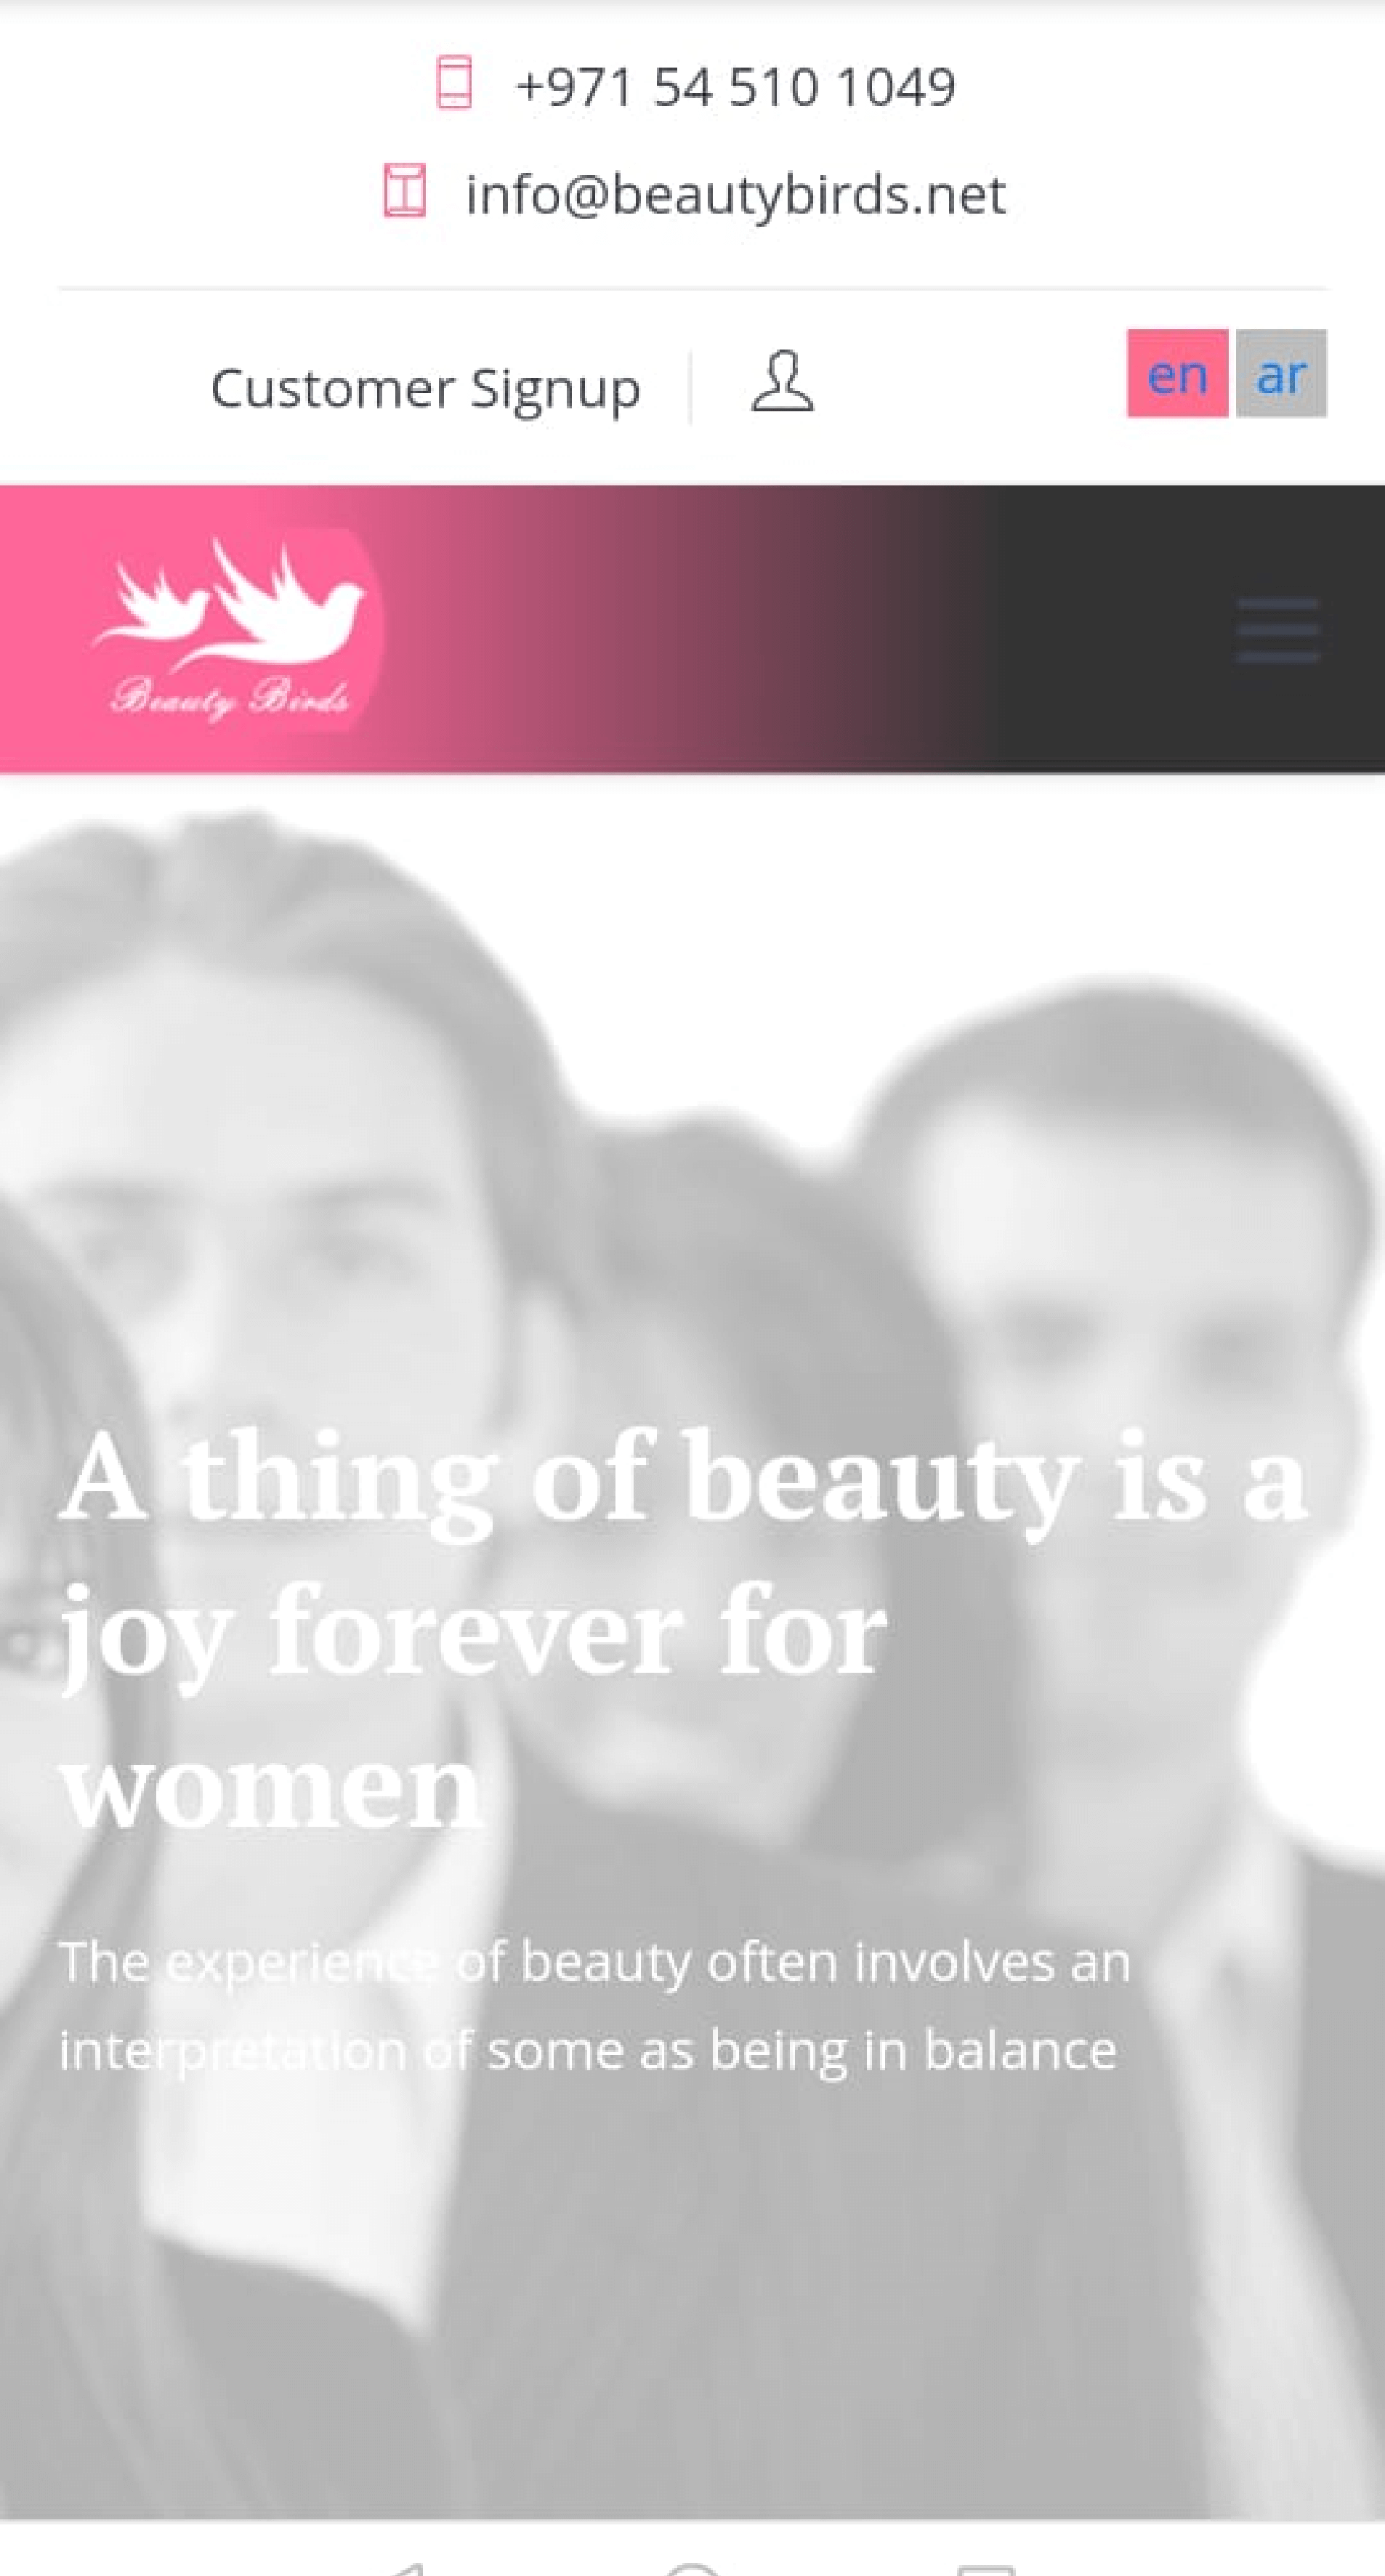 +971 54 510 1049
info@beautybirds.net
Customer Signup
en ar
Beauty Birds
A thing of beauty is a
joy forever for
women
The experience of beauty often involves an
interpretation of some as being in balance